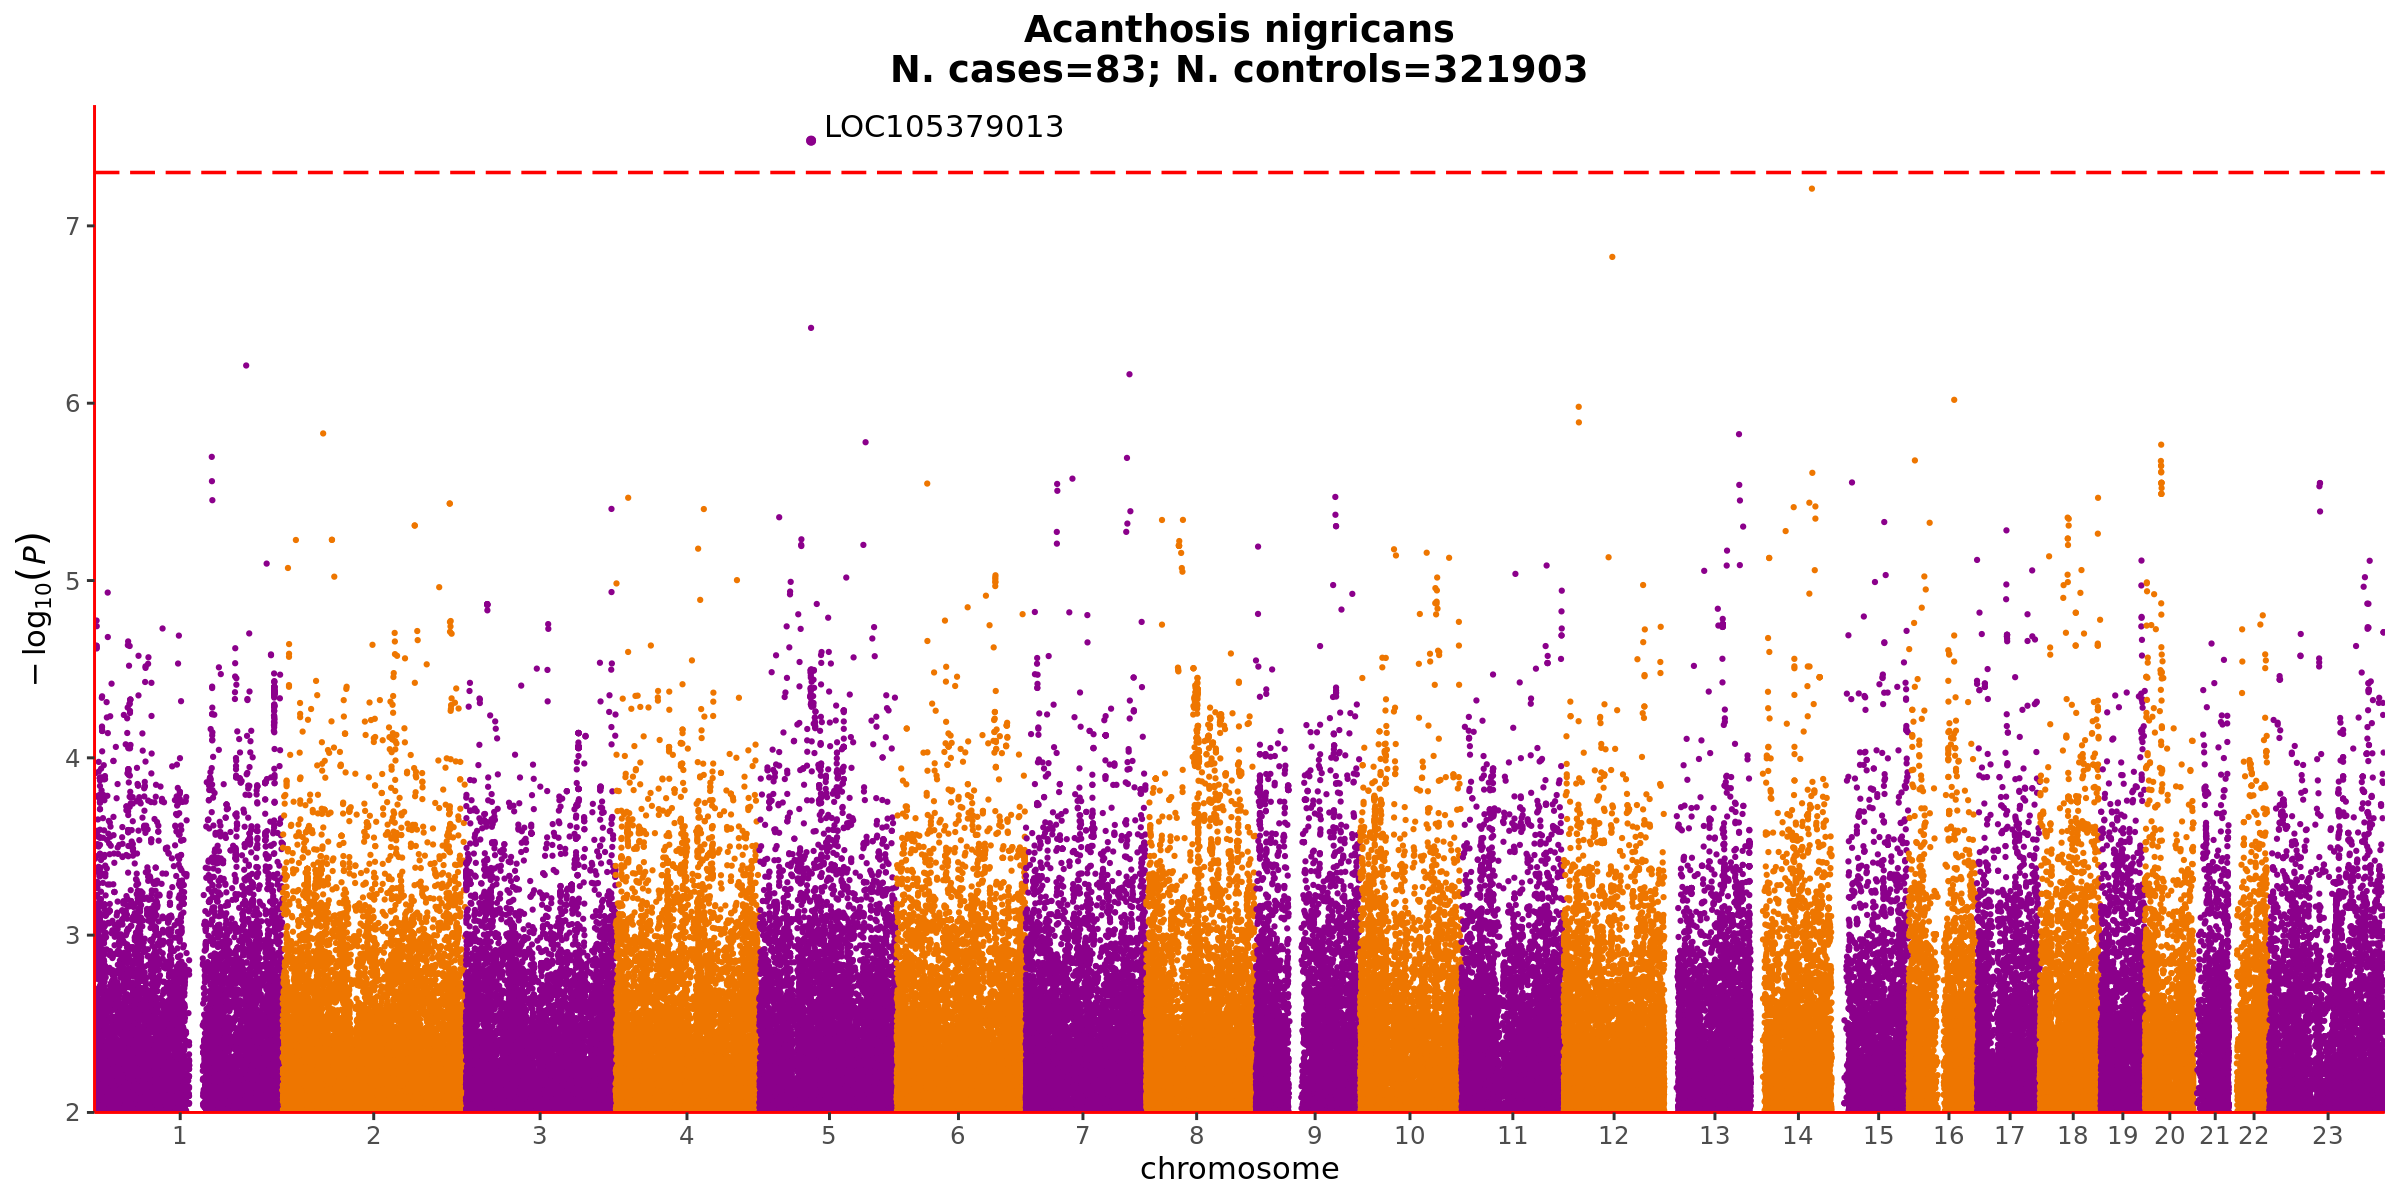 Acanthosis nigricans
N. cases=83; N. controls=321903
LOC105379013
7
6
5
4
3
2
−log10(P)
1 2 3 4 5 6 7 8 9 10 11 12 13 14 15 16 17 18 19 20 21 22 23
chromosome